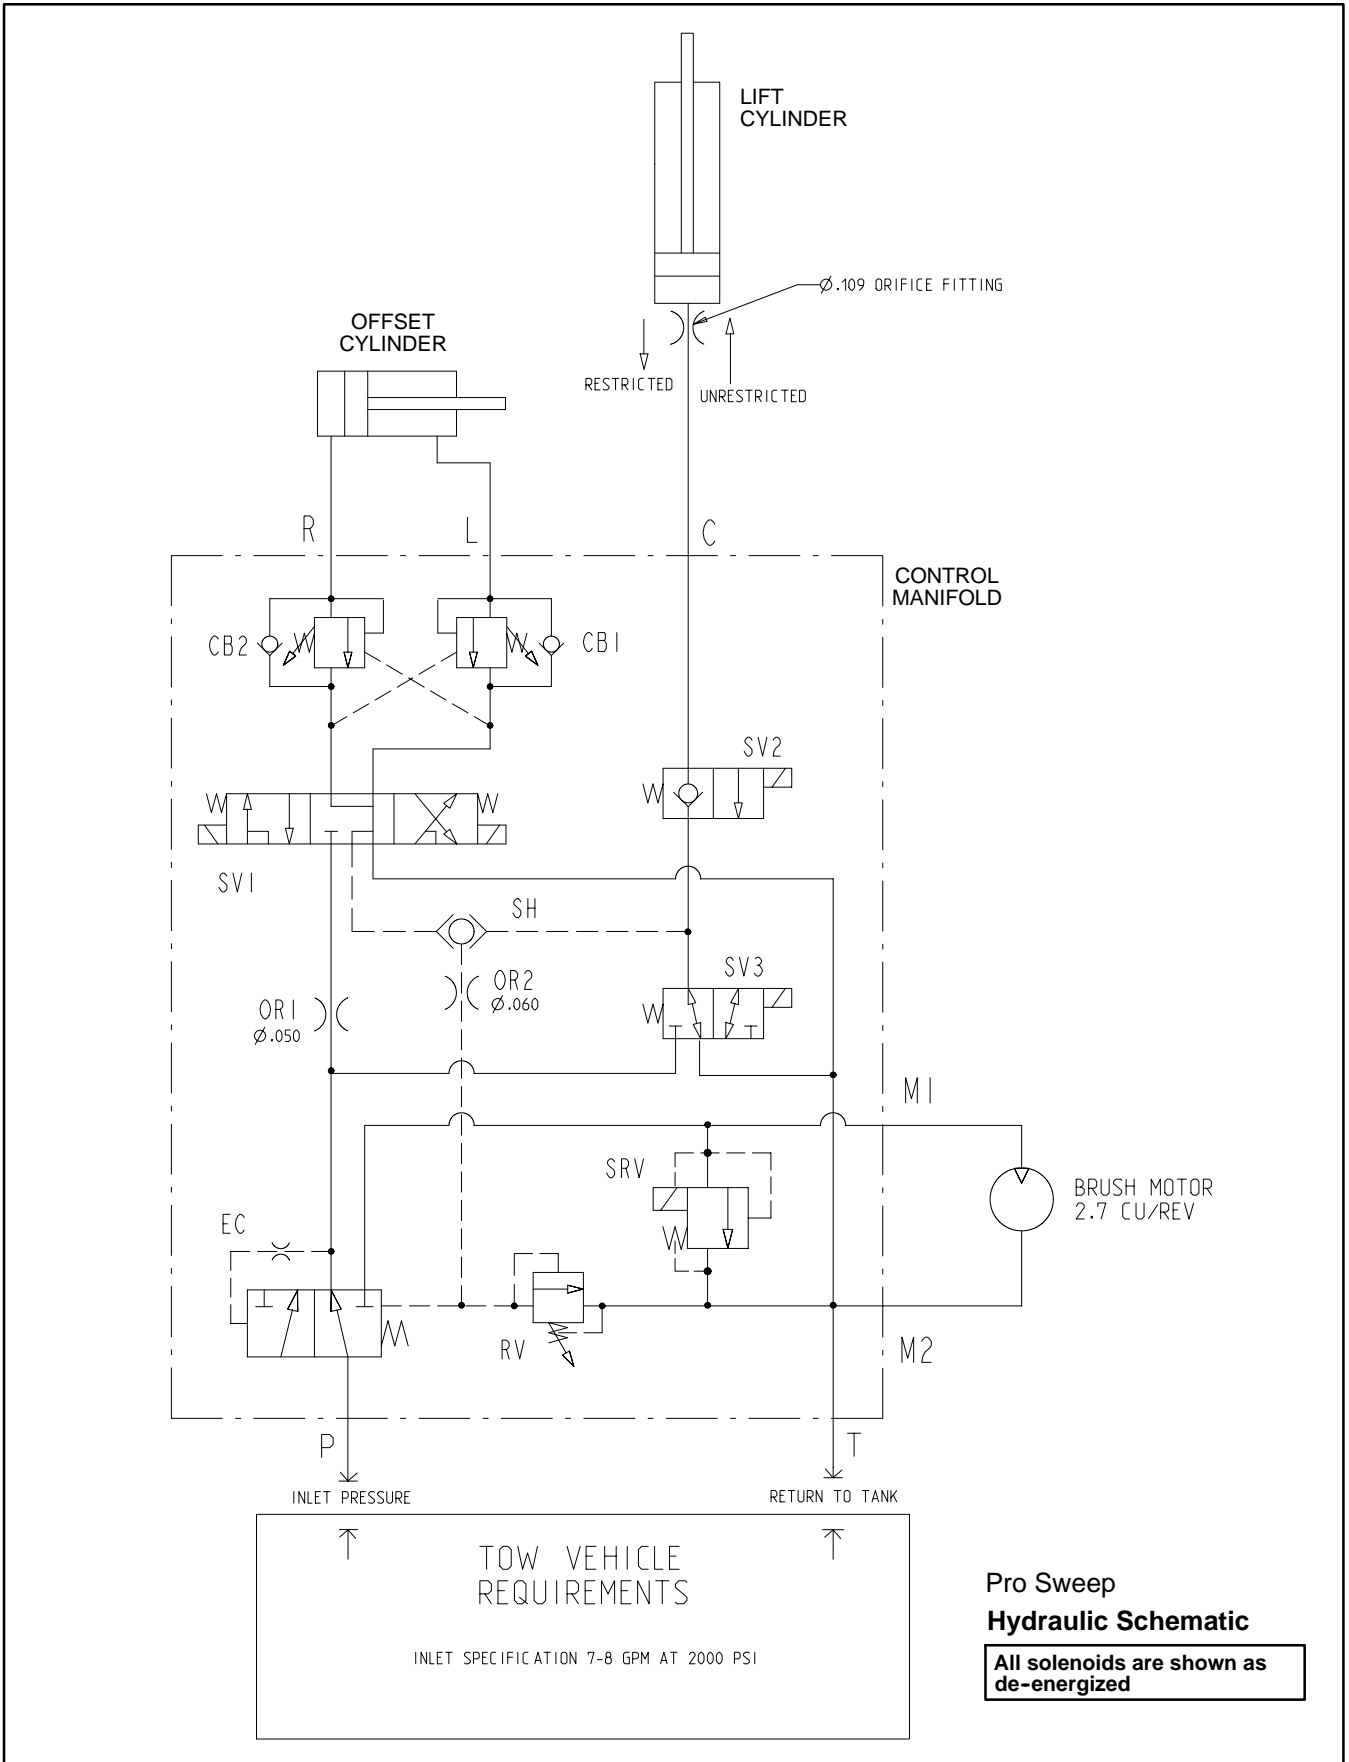 LIFT
CYLINDER
Ø.109 ORIFICE FITTING
OFFSET
CYLINDER
RESTRICTED
UNRESTRICTED
R
L
C
CONTROL
MANIFOLD
CB2
CB1
SV2
SV1
SH
SV3
OR2
Ø.060
OR1
Ø.050
M1
SRV
BRUSH MOTOR
2.7 CU/REV
EC
RV
M2
P
T
INLET PRESSURE
RETURN TO TANK
TOW VEHICLE
REQUIREMENTS
INLET SPECIFICATION 7-8 GPM AT 2000 PSI
Pro Sweep
Hydraulic Schematic
All solenoids are shown as
de-energized